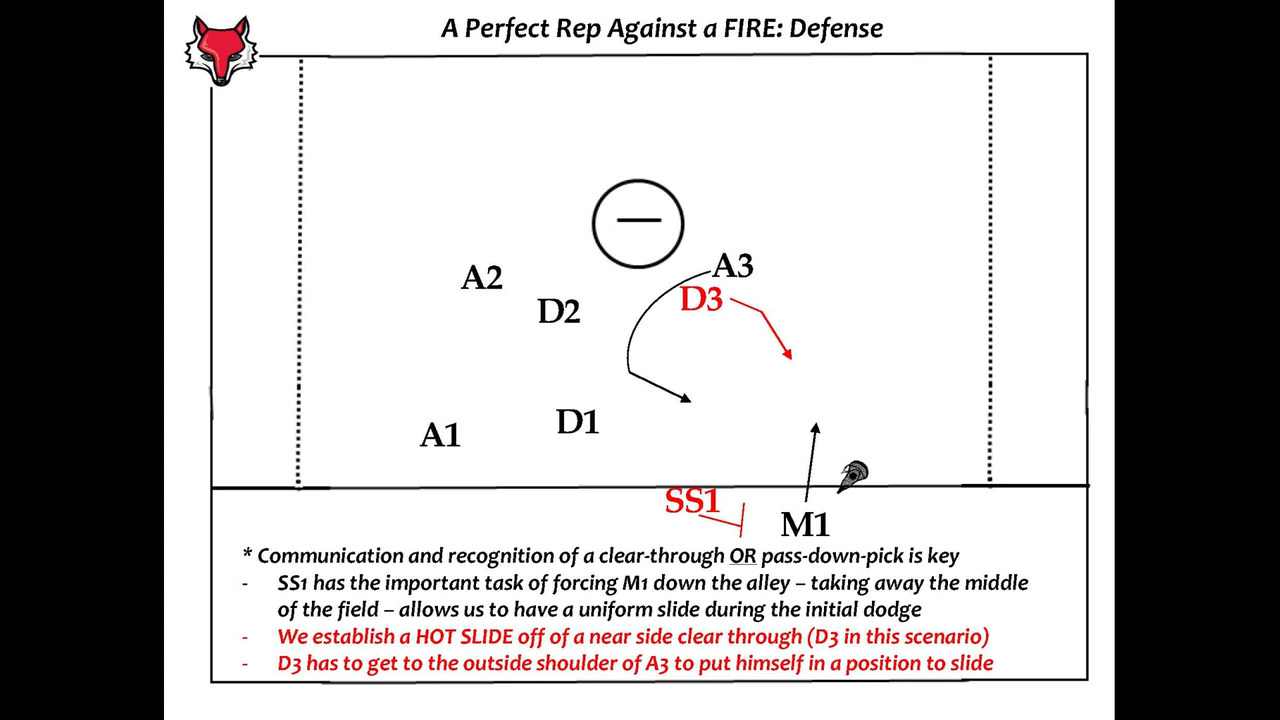 A Perfect Rep Against a FIRE: Defense
A3
A2
D3
D2
D1
A1
SS1
M1
* Communication and recognition of a clear-through OR pass-down-pick is key
- SS1 has the important task of forcing M1 down the alley – taking away the middle
of the field – allows us to have a uniform slide during the initial dodge
- We establish a HOT SLIDE off of a near side clear through (D3 in this scenario)
- D3 has to get to the outside shoulder of A3 to put himself in a position to slide